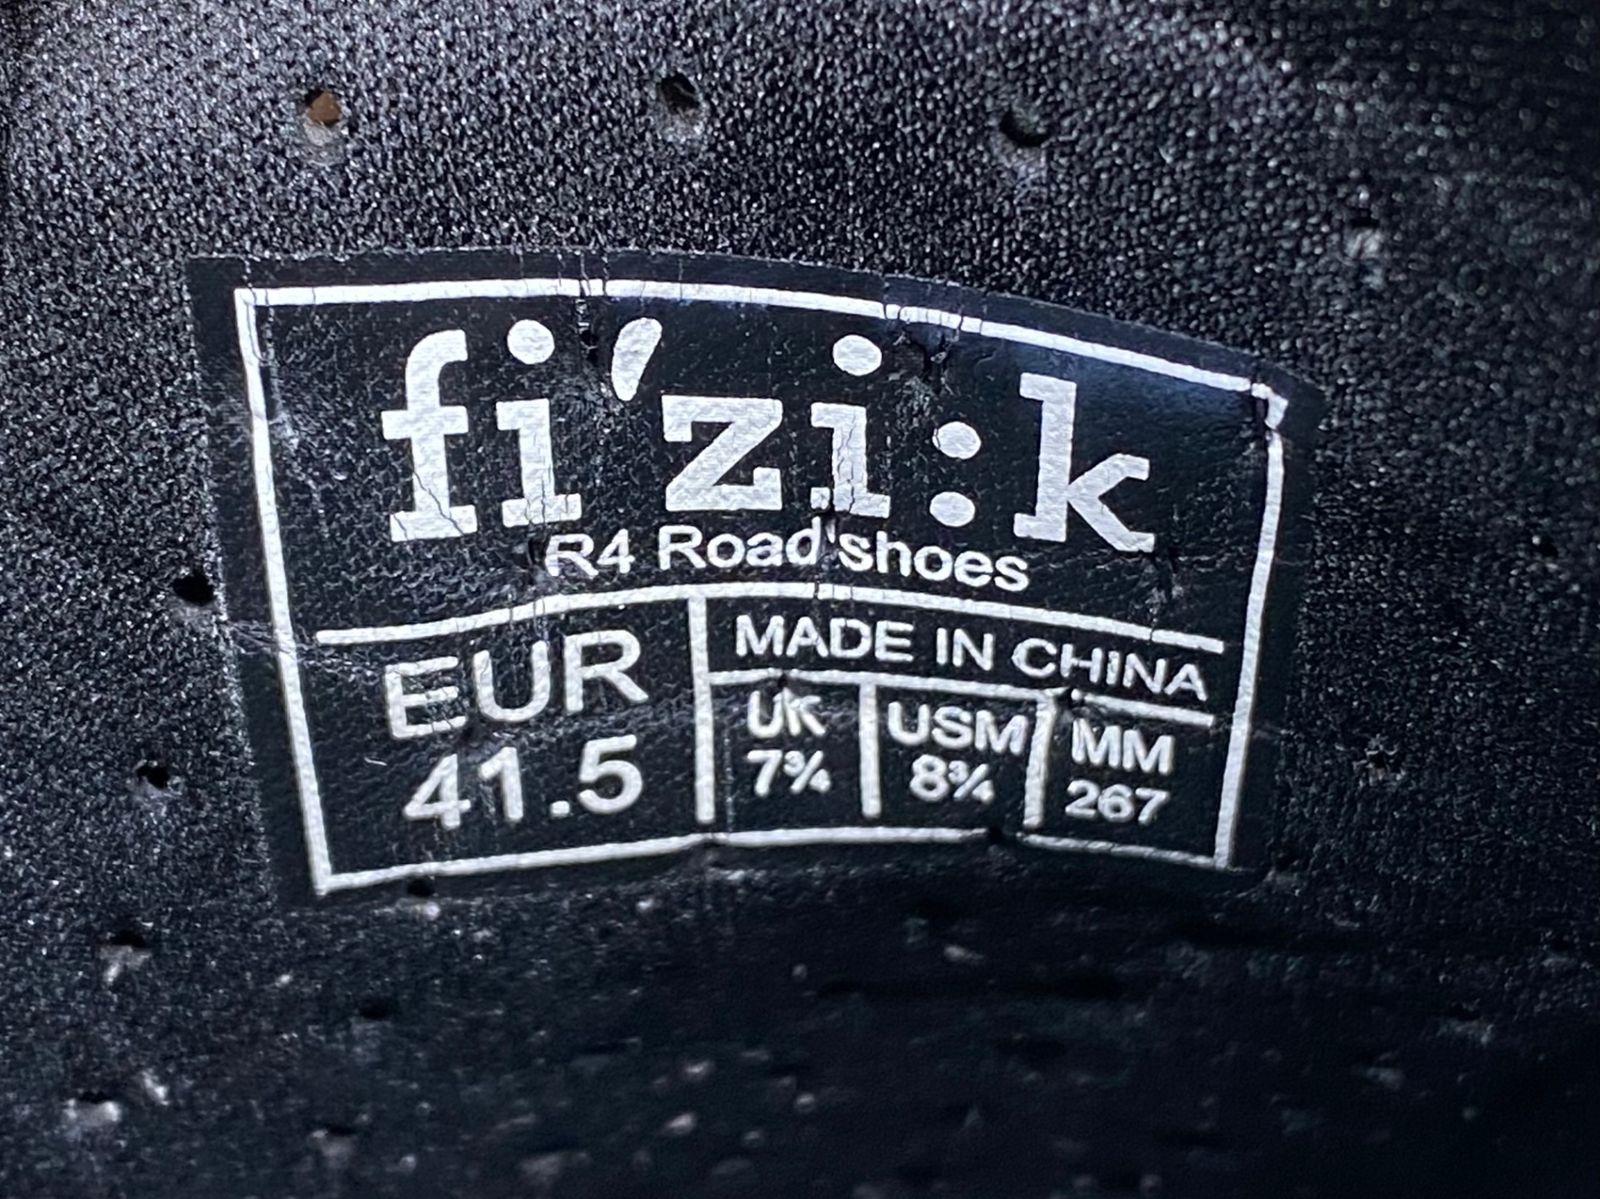 fi'zi:k
R4 Road'shoes
EUR
41.5
MADE IN CHINA
UK
7¾
USM
8¾
MM
267